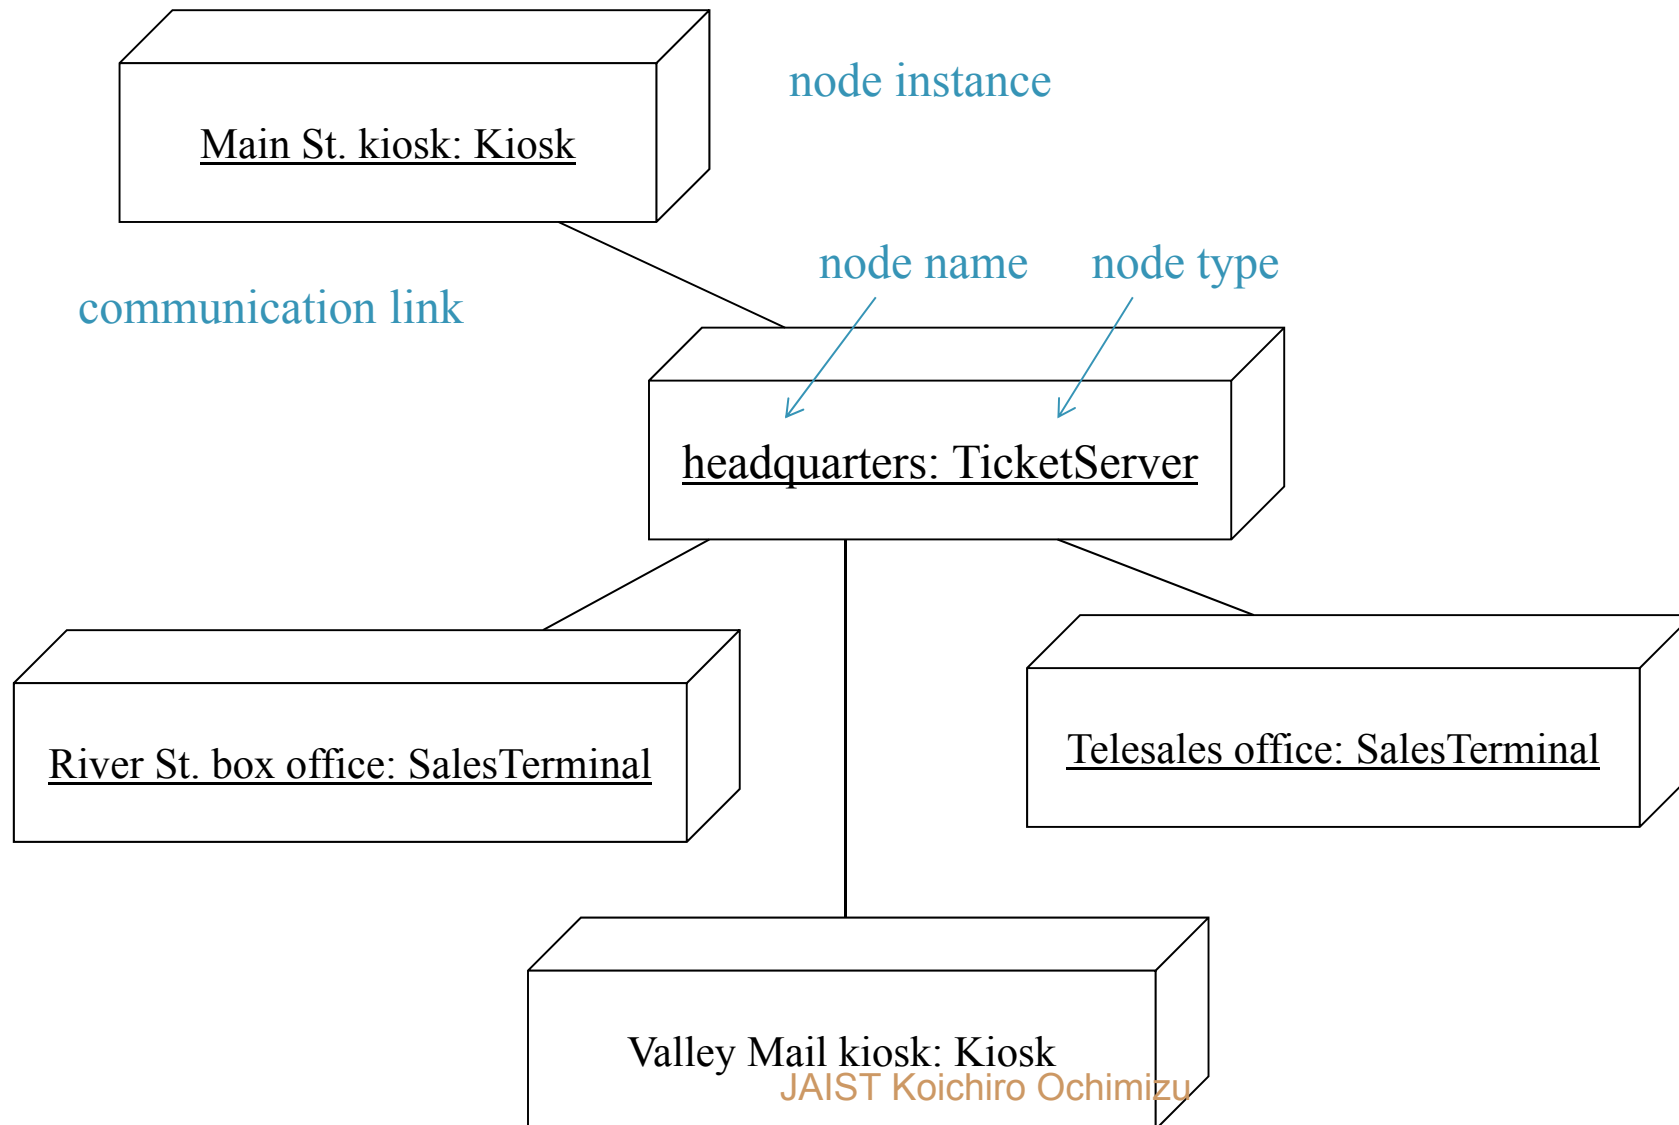 node instance
Main St. kiosk: Kiosk
node name
node type
communication link
headquarters: TicketServer
River St. box office: SalesTerminal
Telesales office: SalesTerminal
Valley Mail kiosk: Kiosk
JAIST Koichiro Ochimizu